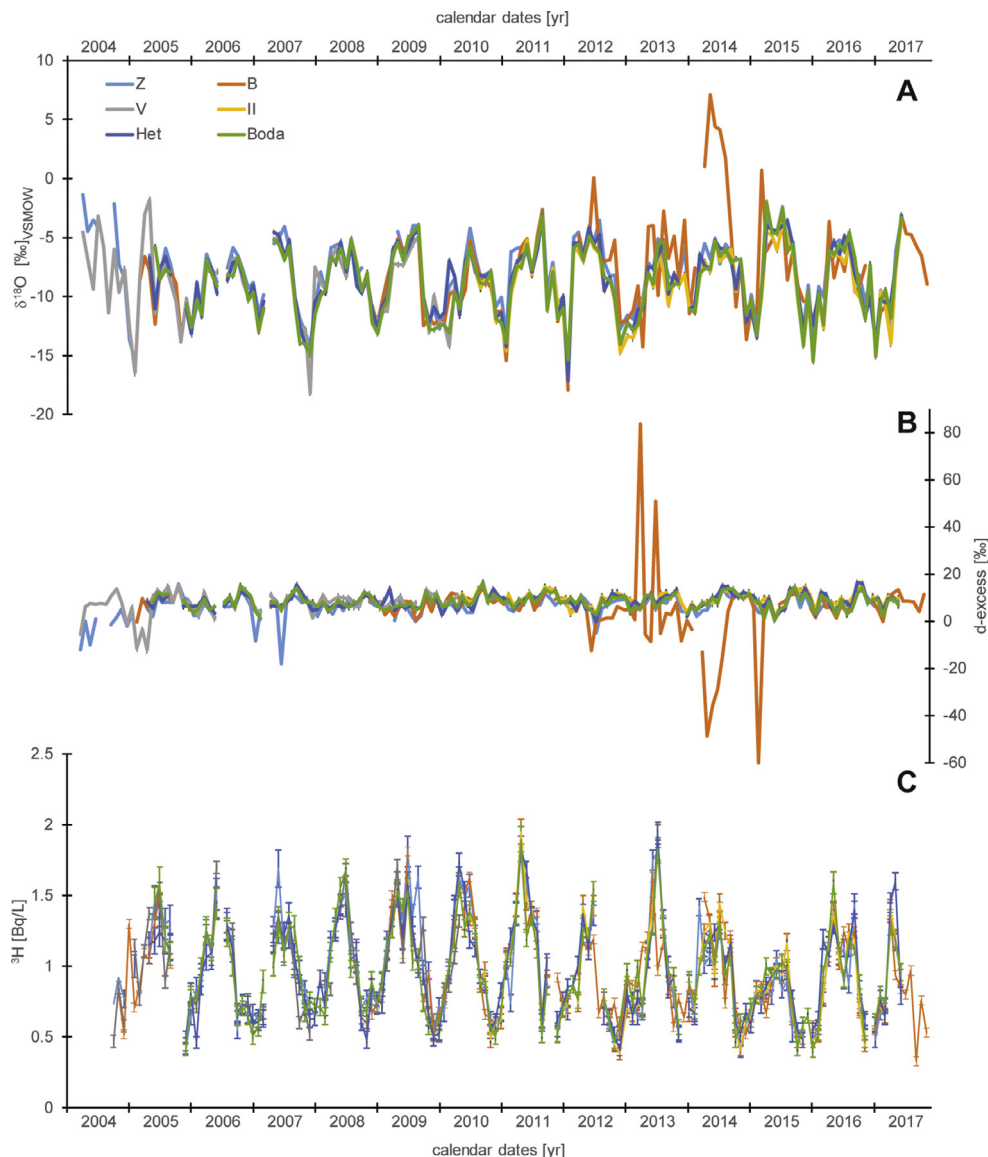 calendar dates [yr]
2004 2005 2006 2007 2008 2009 2010 2011 2012 2013 2014 2015 2016 2017
10
5
0
-5
-10
-15
-20
δ18O [‰]VSMOW
Z B
V II
Het Boda
A
B
80
60
40
20
0
-20
-40
-60
d-excess [‰]
C
2.5
2
1.5
1
0.5
0
3H [Bq/L]
2004 2005 2006 2007 2008 2009 2010 2011 2012 2013 2014 2015 2016 2017
calendar dates [yr]